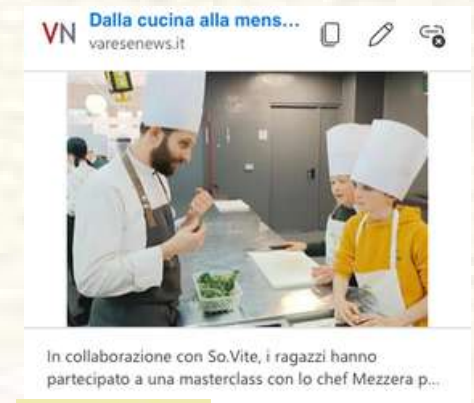 VN
Dalla cucina alla mens...
varesenews.it
In collaborazione con So.Vite, i ragazzi hanno
partecipato a una masterclass con lo chef Mezzera p...